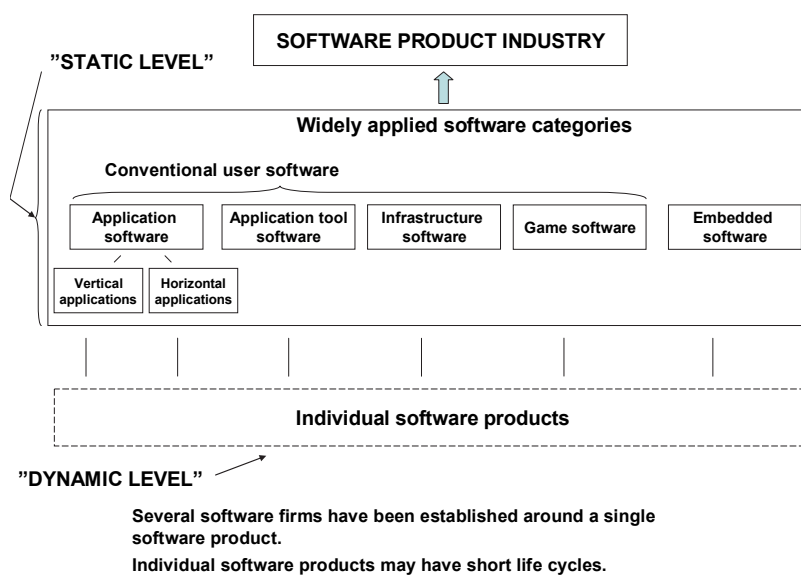 SOFTWARE PRODUCT INDUSTRY
”STATIC LEVEL”
Widely applied software categories
Conventional user software
Application
software
Application tool
software
Infrastructure
software
Game software
Embedded
software
Vertical
applications
Horizontal
applications
Individual software products
”DYNAMIC LEVEL”
Several software firms have been established around a single
software product.
Individual software products may have short life cycles.